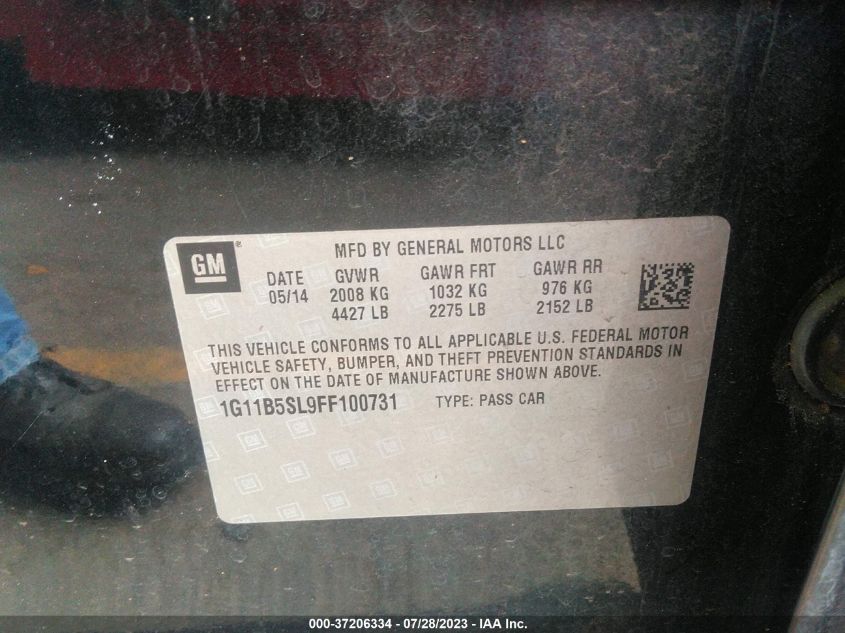 GM®
MFD BY GENERAL MOTORS LLC
DATE GVWR GAWR FRT GAWR RR
05/14 2008 KG 1032 KG 976 KG
4427 LB 2275 LB 2152 LB
THIS VEHICLE CONFORMS TO ALL APPLICABLE U.S. FEDERAL MOTOR
VEHICLE SAFETY, BUMPER, AND THEFT PREVENTION STANDARDS IN
EFFECT ON THE DATE OF MANUFACTURE SHOWN ABOVE.
1G11B5SL9FF100731 TYPE: PASS CAR
000-37206334 - 07/28/2023 - IAA Inc.